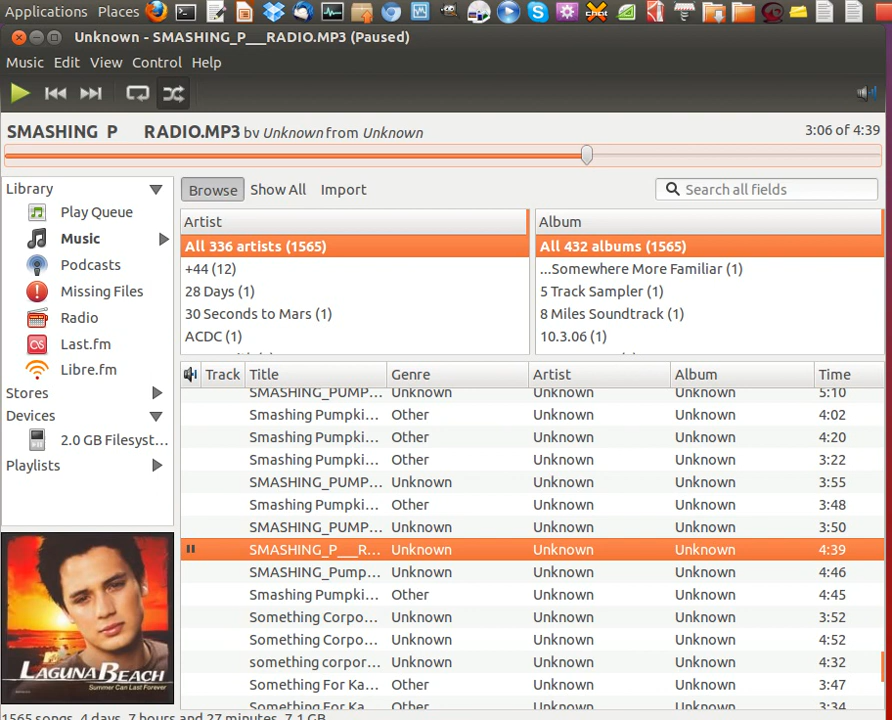 Applications Places
Unknown - SMASHING_P___RADIO.MP3 (Paused)
Music Edit View Control Help
SMASHING P RADIO.MP3 by Unknown from Unknown
3:06 of 4:39
Library
Play Queue
Music
Podcasts
Missing Files
Radio
Last.fm
Libre.fm
Stores
Devices
2.0 GB Filesyst...
Playlists
Browse Show All Import
Search all fields
Artist
All 336 artists (1565)
+44 (12)
28 Days (1)
30 Seconds to Mars (1)
ACDC (1)
Album
All 432 albums (1565)
...Somewhere More Familiar (1)
5 Track Sampler (1)
8 Miles Soundtrack (1)
10.3.06 (1)
Track Title Genre Artist Album Time
SMASHING_PUMP... Unknown Unknown Unknown 5:10
Smashing Pumpki... Other Unknown Unknown 4:02
Smashing Pumpki... Other Unknown Unknown 4:20
Smashing Pumpki... Other Unknown Unknown 3:22
SMASHING_PUMP... Unknown Unknown Unknown 3:55
Smashing Pumpki... Other Unknown Unknown 3:48
SMASHING_PUMP... Unknown Unknown Unknown 3:50
SMASHING_P___R... Unknown Unknown Unknown 4:39
SMASHING_Pump... Unknown Unknown Unknown 4:46
Smashing Pumpki... Other Unknown Unknown 4:45
Something Corpo... Unknown Unknown Unknown 3:52
Something Corpo... Unknown Unknown Unknown 4:52
something corpor... Unknown Unknown Unknown 4:32
Something For Ka... Other Unknown Unknown 3:47
Something For Ka... Other Unknown Unknown 3:34
LAGUNA BEACH
Summer Can Last Forever
1565 songs, 4 days, 7 hours and 27 minutes, 7.1 GB